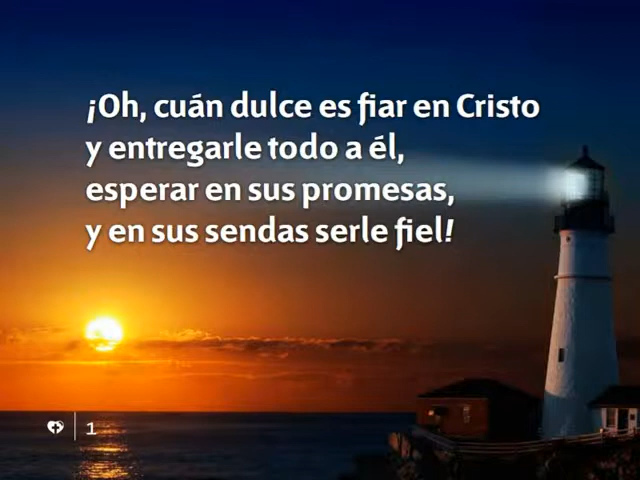 ¡Oh, cuán dulce es fiar en Cristo
y entregarle todo a él,
esperar en sus promesas,
y en sus sendas serle fiel!
1